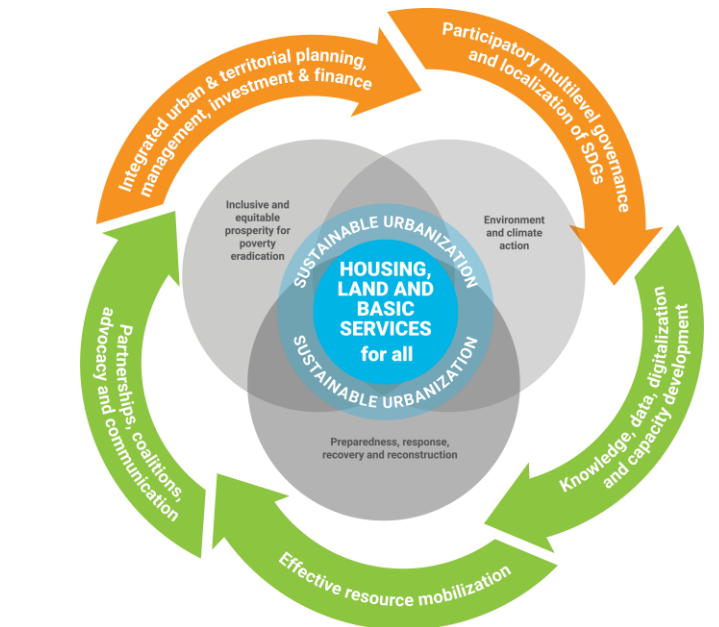 Integrated urban & territorial planning,
management, investment & finance
Participatory multilevel governance
and localization of SDGs
Inclusive and
equitable
prosperity for
poverty
eradication
Environment
and climate
action
SUSTAINABLE URBANIZATION
HOUSING,
LAND AND
BASIC
SERVICES
for all
SUSTAINABLE URBANIZATION
Preparedness, response,
recovery and reconstruction
Knowledge, data, digitalization
and capacity development
Effective resource mobilization
Partnerships, coalitions,
advocacy and communication